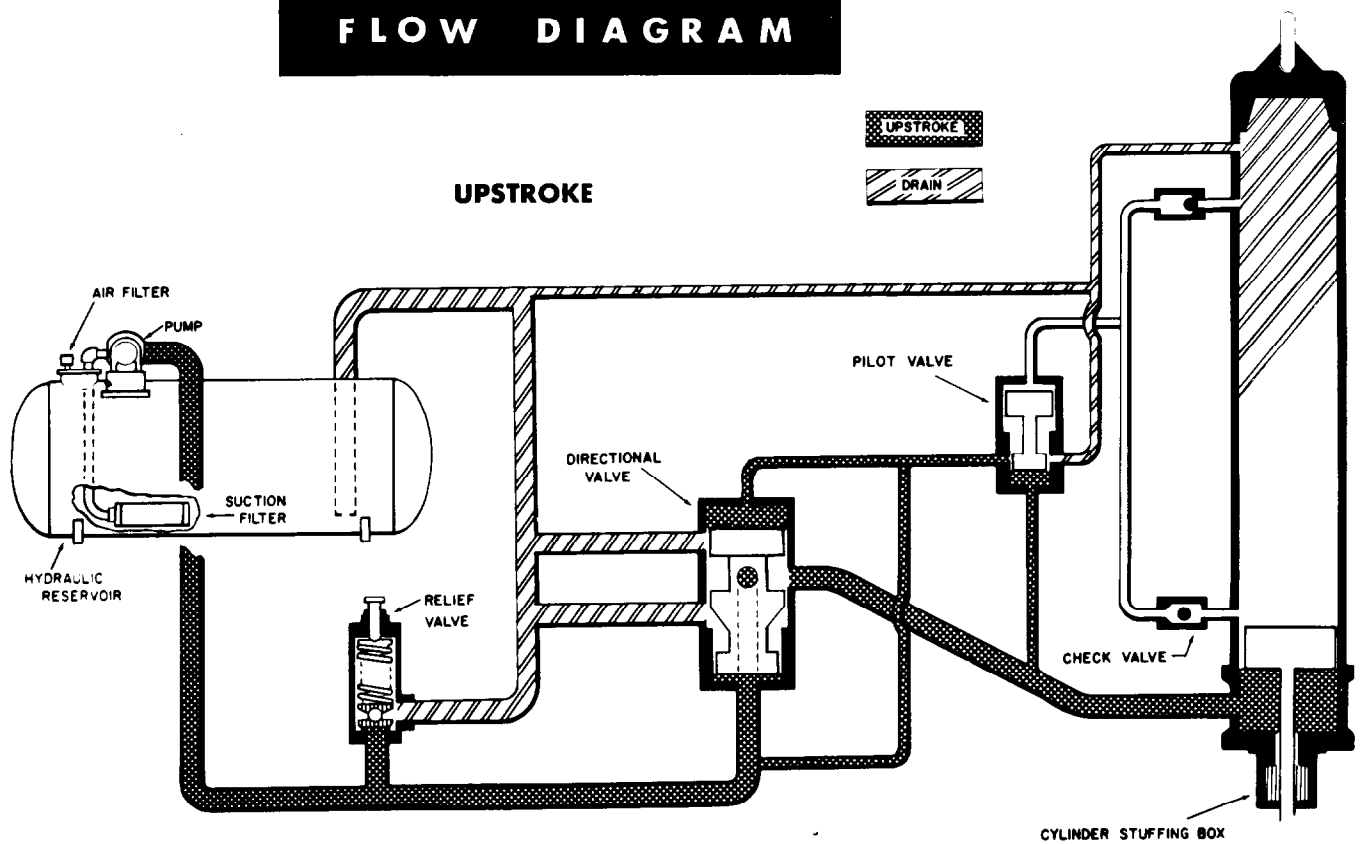 FLOW DIAGRAM
UPSTROKE
DRAIN
UPSTROKE
AIR FILTER
PUMP
PILOT VALVE
DIRECTIONAL
VALVE
SUCTION
FILTER
HYDRAULIC
RESERVOIR
RELIEF
VALVE
CHECK VALVE
CYLINDER STUFFING BOX